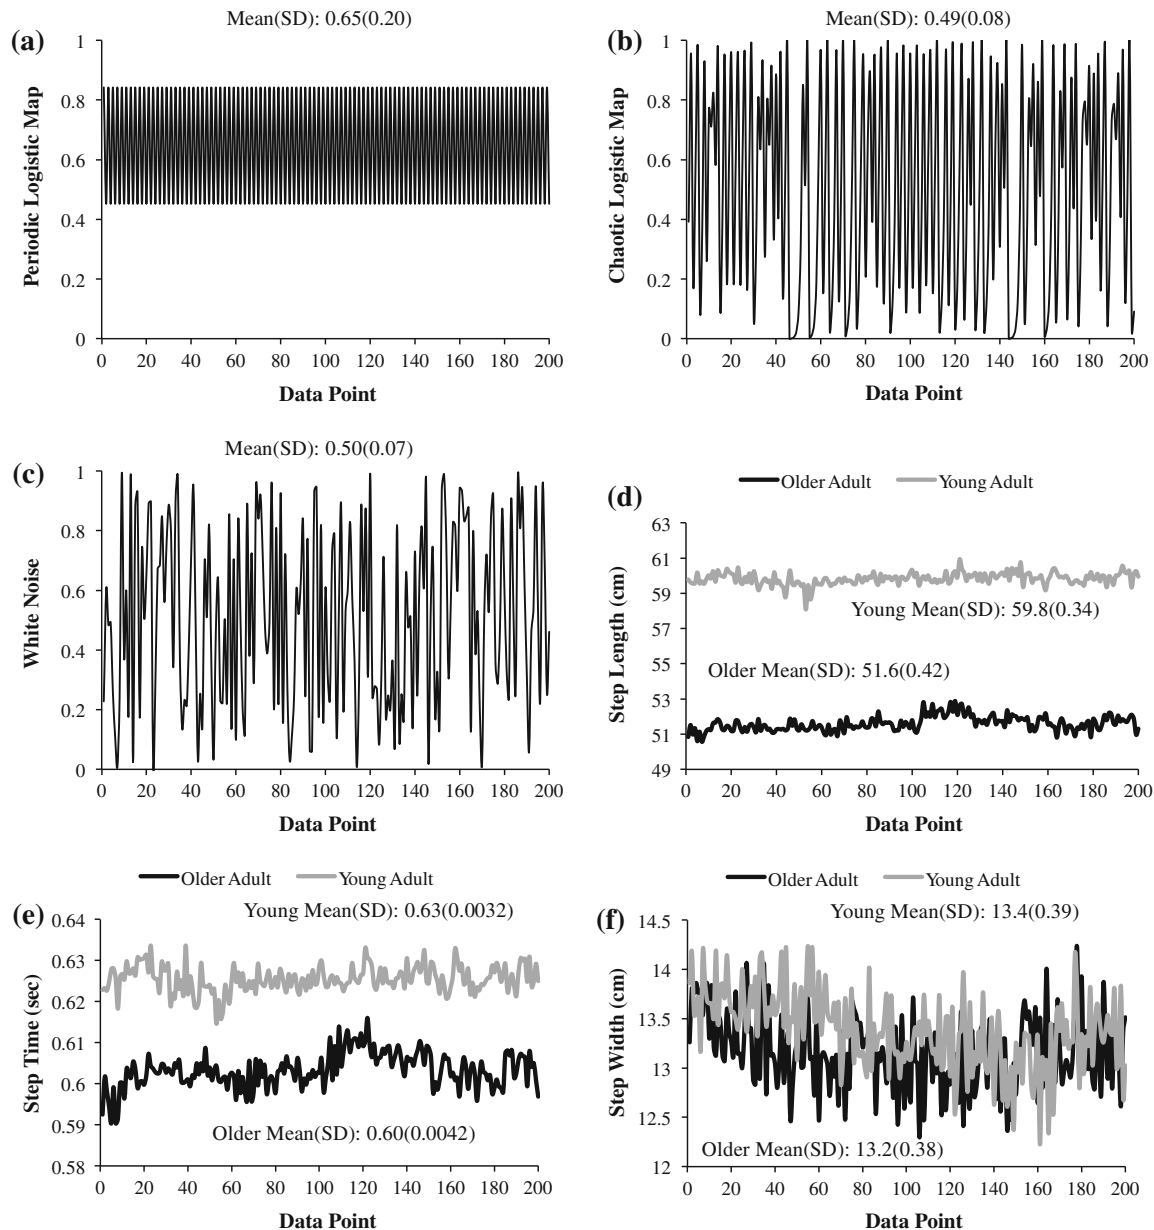 Mean(SD): 0.65(0.20)
(a)
Periodic Logistic Map
1
0.8
0.6
0.4
0.2
0
0 20 40 60 80 100 120 140 160 180 200
Data Point
Mean(SD): 0.49(0.08)
(b)
Chaotic Logistic Map
1
0.8
0.6
0.4
0.2
0
0 20 40 60 80 100 120 140 160 180 200
Data Point
Mean(SD): 0.50(0.07)
(c)
White Noise
1
0.8
0.6
0.4
0.2
0
0 20 40 60 80 100 120 140 160 180 200
Data Point
Older Adult Young Adult
(d)
Step Length (cm)
63
61
59
57
55
53
51
49
Young Mean(SD): 59.8(0.34)
Older Mean(SD): 51.6(0.42)
0 20 40 60 80 100 120 140 160 180 200
Data Point
Older Adult Young Adult
(e)
Young Mean(SD): 0.63(0.0032)
Step Time (sec)
0.64
0.63
0.62
0.61
0.6
0.59
0.58
Older Mean(SD): 0.60(0.0042)
0 20 40 60 80 100 120 140 160 180 200
Data Point
Older Adult Young Adult
(f)
Young Mean(SD): 13.4(0.39)
Step Width (cm)
14.5
14
13.5
13
12.5
12
Older Mean(SD): 13.2(0.38)
0 20 40 60 80 100 120 140 160 180 200
Data Point